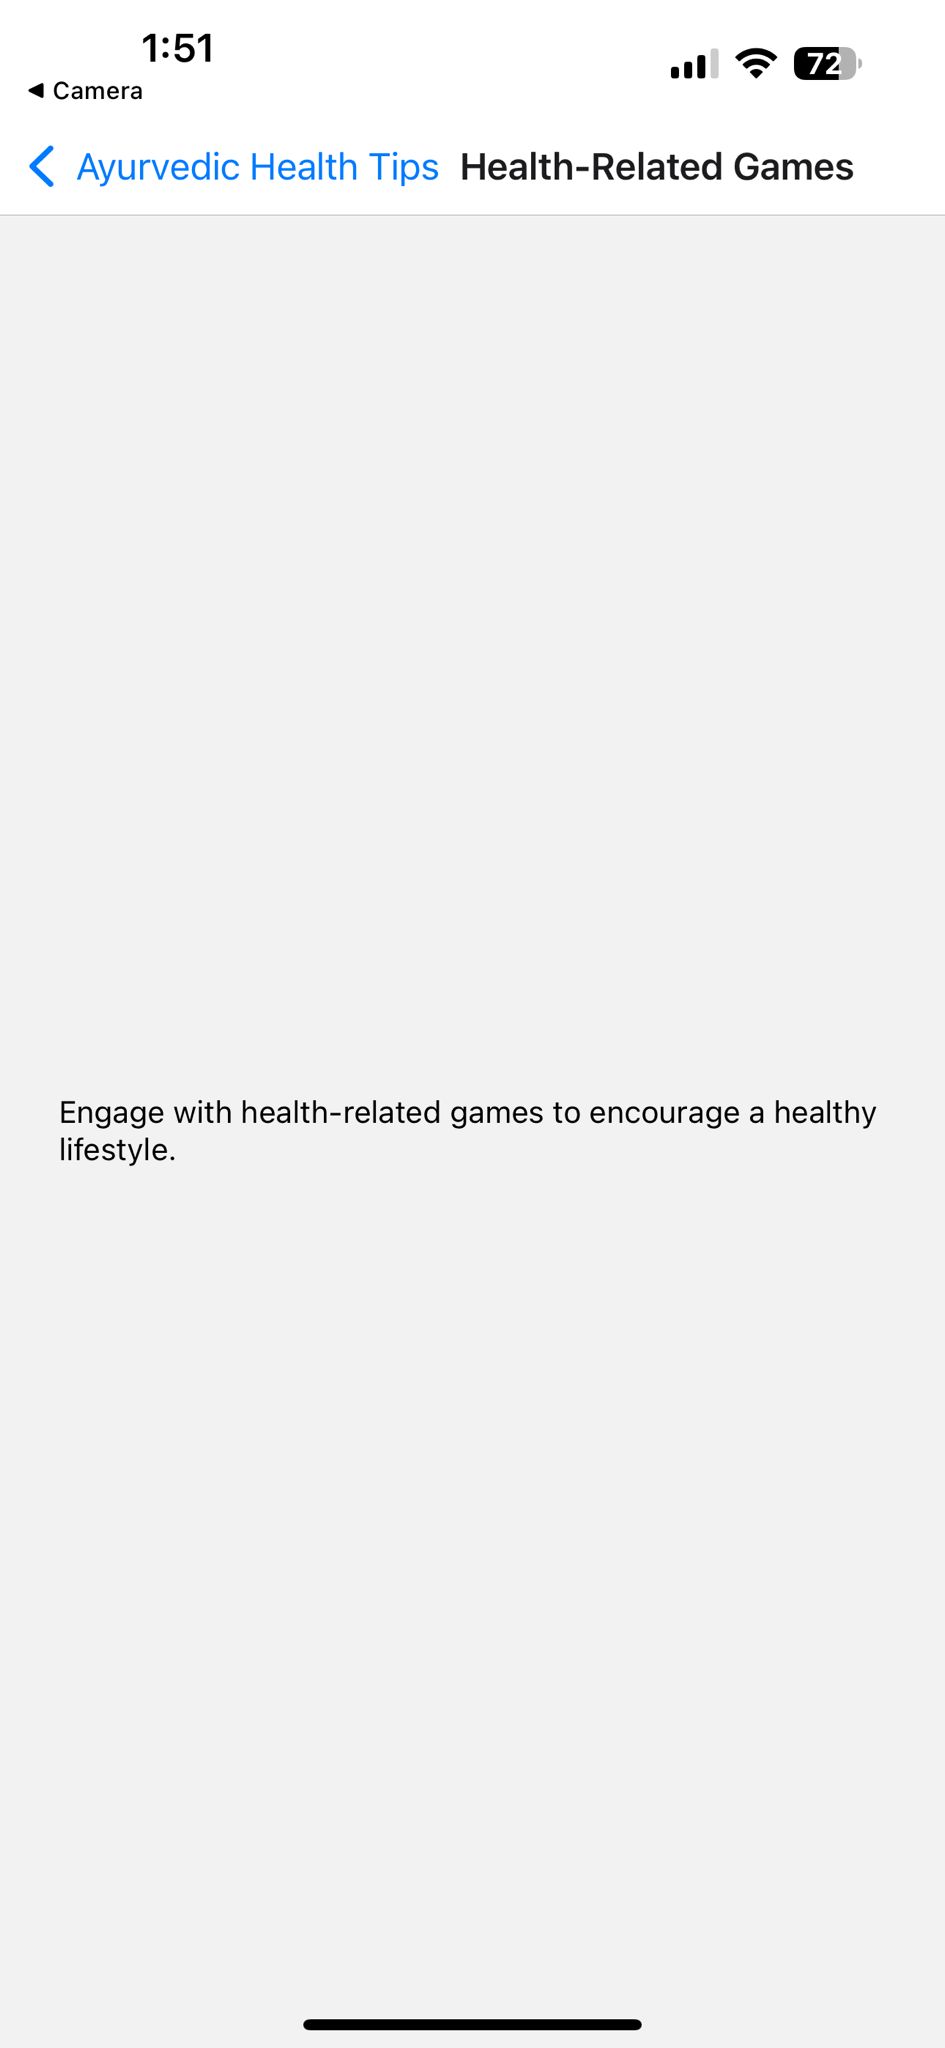 1:51
72
◀ Camera
Ayurvedic Health Tips Health-Related Games
Engage with health-related games to encourage a healthy
lifestyle.